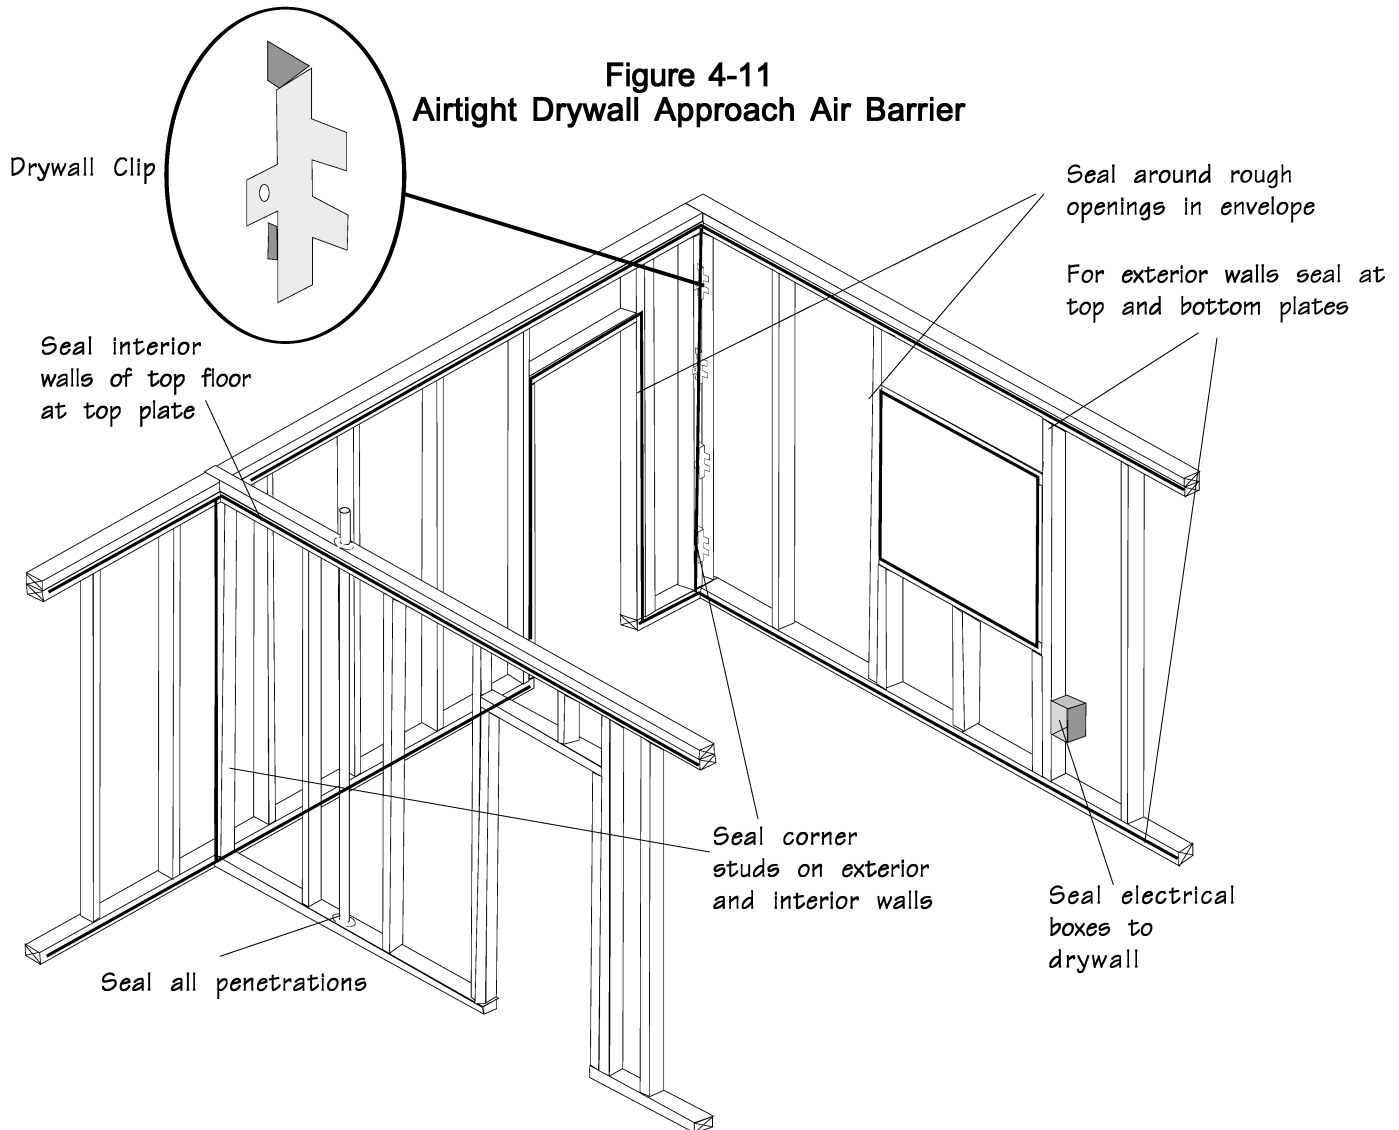 Figure 4-11
Airtight Drywall Approach Air Barrier
Drywall Clip
Seal around rough
openings in envelope
For exterior walls seal at
top and bottom plates
Seal interior
walls of top floor
at top plate
Seal corner
studs on exterior
and interior walls
Seal electrical
boxes to
drywall
Seal all penetrations